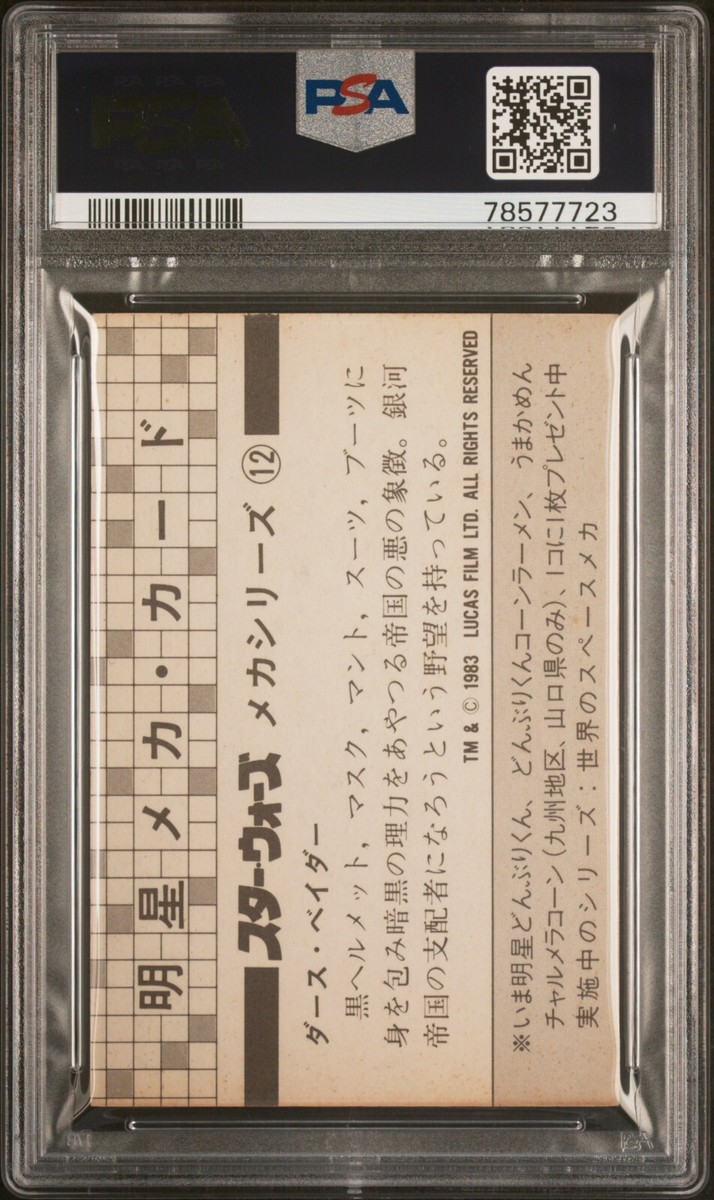 PSA
78577723
明星メカ・カード
スター・ウォーズ メカシリーズ ⑫
ダース・ベイダー
黒ヘルメット, マスク, マント, スーツ, ブーツに
身を包み暗黒の理力をあやつる帝国の悪の象徴。銀河
帝国の支配者になろうという野望を持っている。
TM & © 1983 LUCAS FILM LTD. ALL RIGHTS RESERVED
※いま明星どんぶりくん、どんぶりくんコーンラーメン、うまかめん
チャルメラコーン(九州地区、山口県のみ)、1コに1枚プレゼント中
実施中のシリーズ：世界のスペースメカ